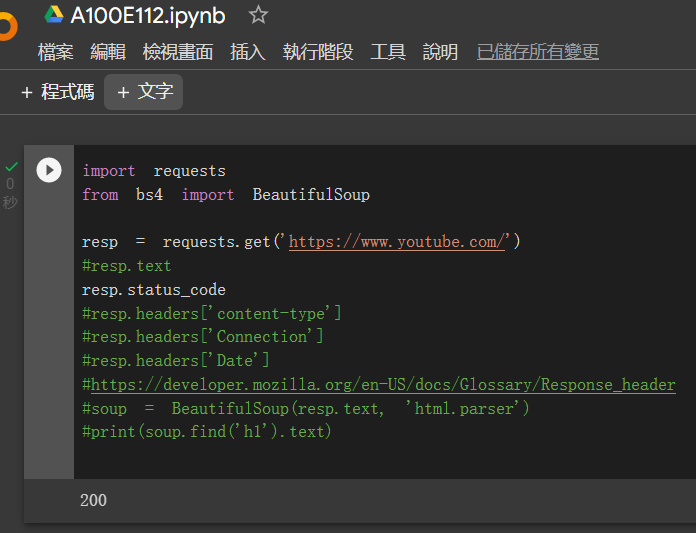 A100E112.ipynb
檔案 編輯 檢視畫面 插入 執行階段 工具 說明 已儲存所有變更
+ 程式碼 + 文字
0
秒
import requests
from bs4 import BeautifulSoup
resp = requests.get('https://www.youtube.com/')
#resp.text
resp.status_code
#resp.headers['content-type']
#resp.headers['Connection']
#resp.headers['Date']
#https://developer.mozilla.org/en-US/docs/Glossary/Response_header
#soup = BeautifulSoup(resp.text, 'html.parser')
#print(soup.find('h1').text)
200